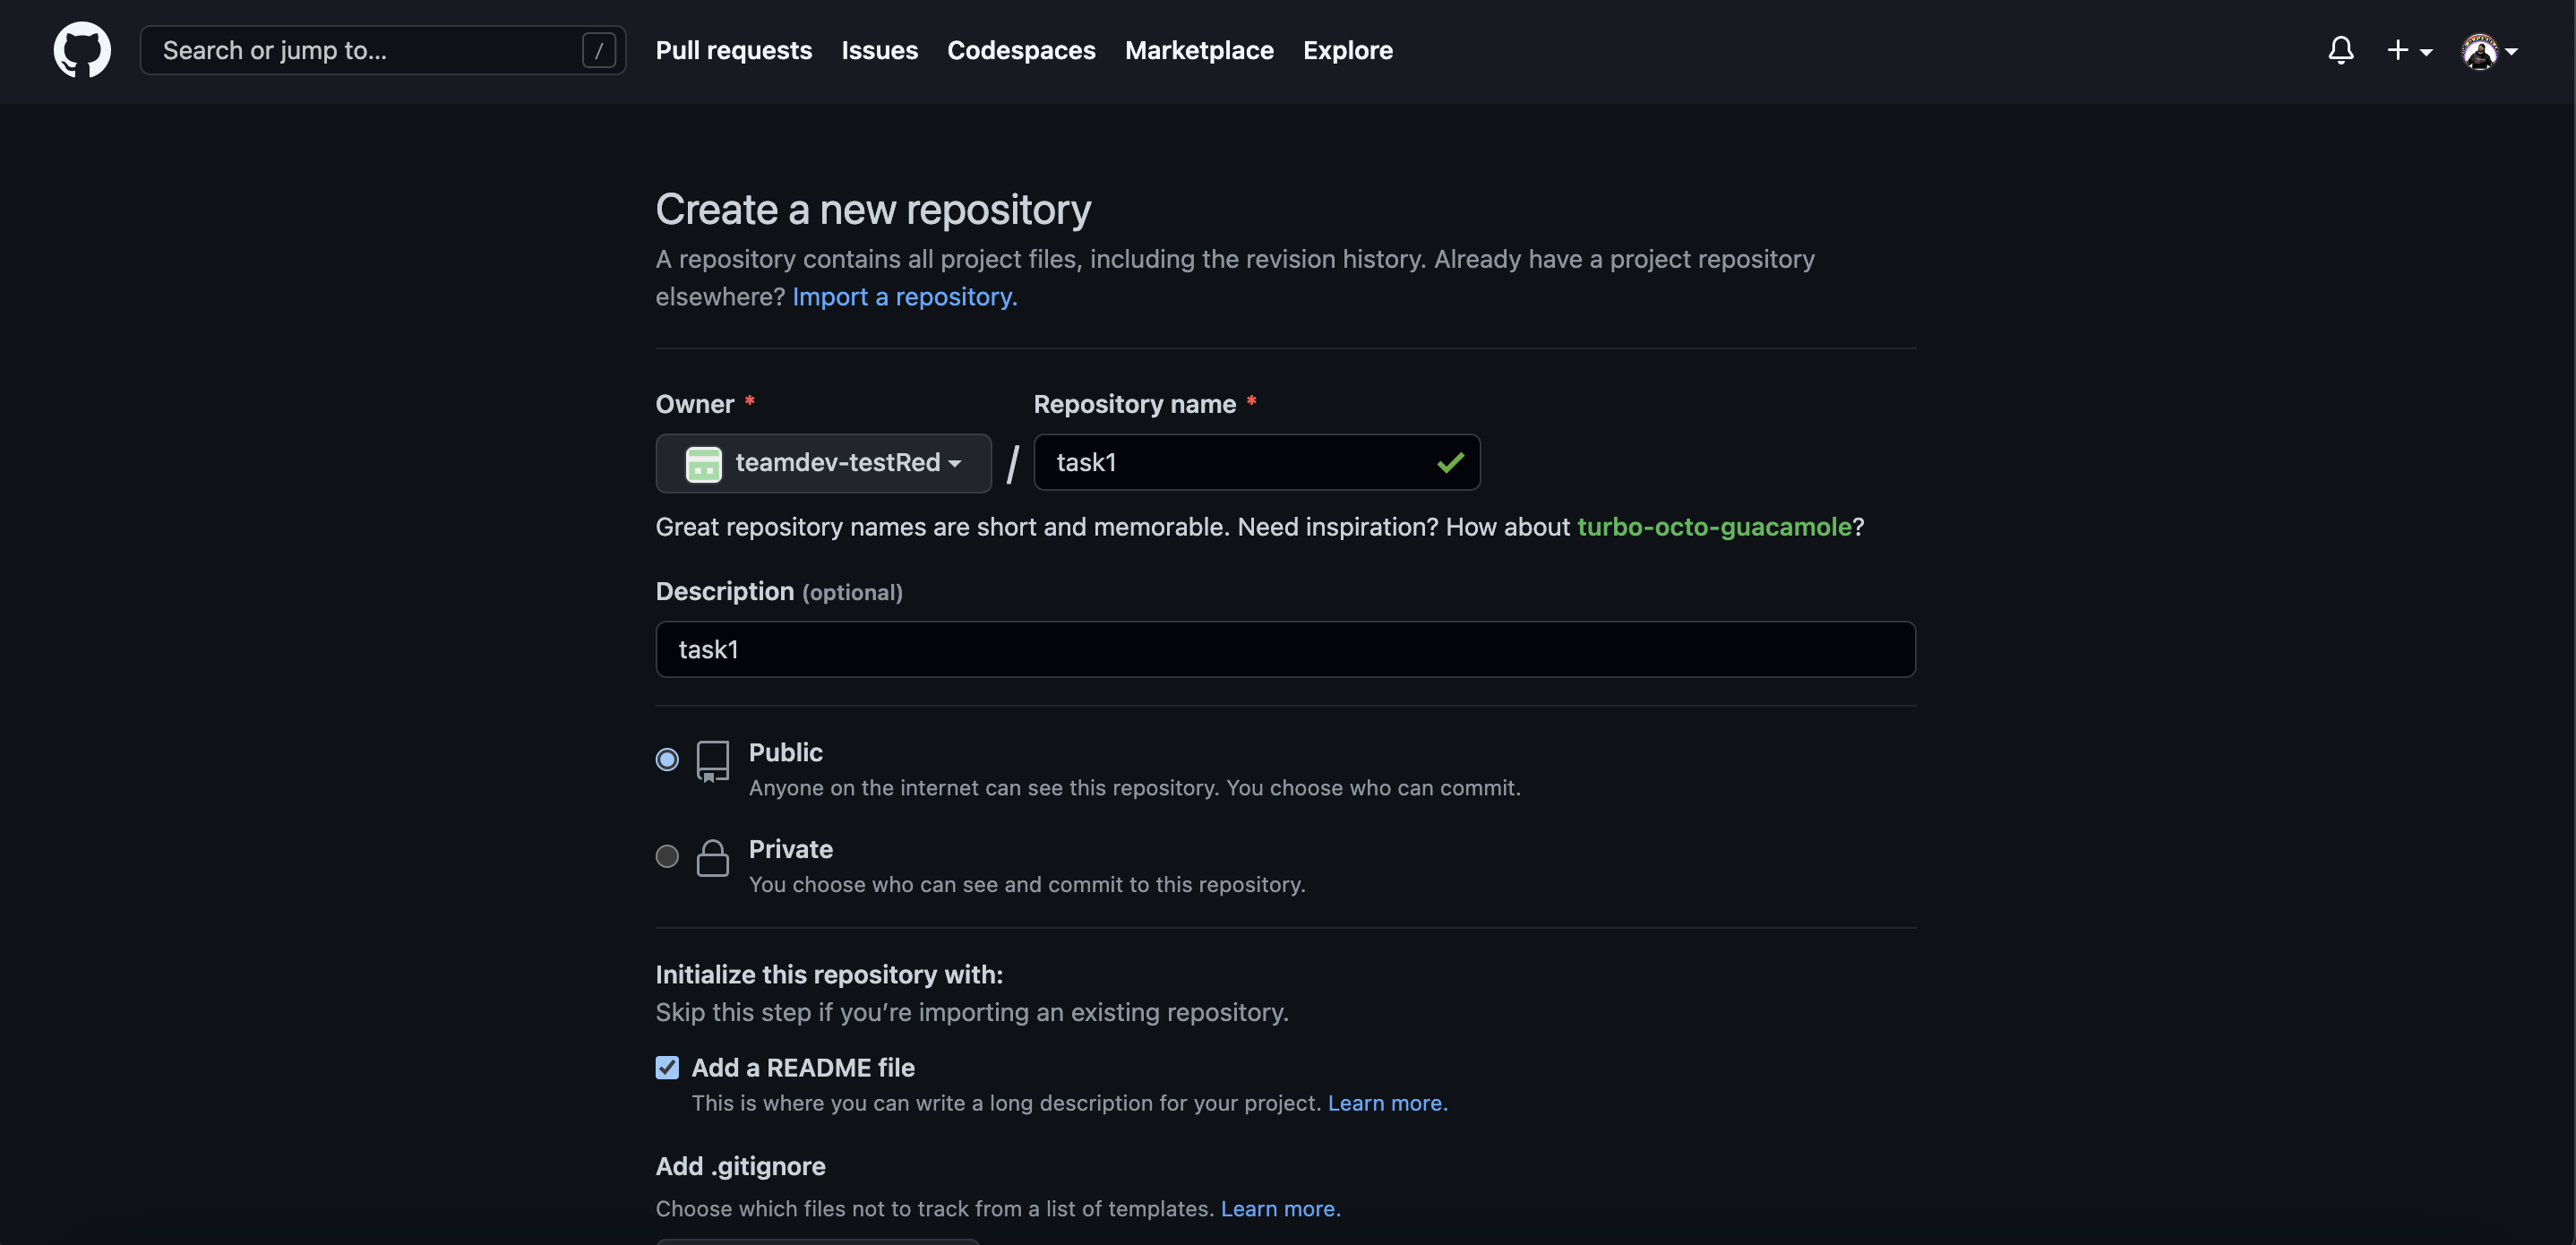 Search or jump to... /
Pull requests Issues Codespaces Marketplace Explore
Create a new repository
A repository contains all project files, including the revision history. Already have a project repository
elsewhere? Import a repository.
Owner * Repository name *
teamdev-testRed / task1
Great repository names are short and memorable. Need inspiration? How about turbo-octo-guacamole?
Description (optional)
task1
Public
Anyone on the internet can see this repository. You choose who can commit.
Private
You choose who can see and commit to this repository.
Initialize this repository with:
Skip this step if you’re importing an existing repository.
Add a README file
This is where you can write a long description for your project. Learn more.
Add .gitignore
Choose which files not to track from a list of templates. Learn more.